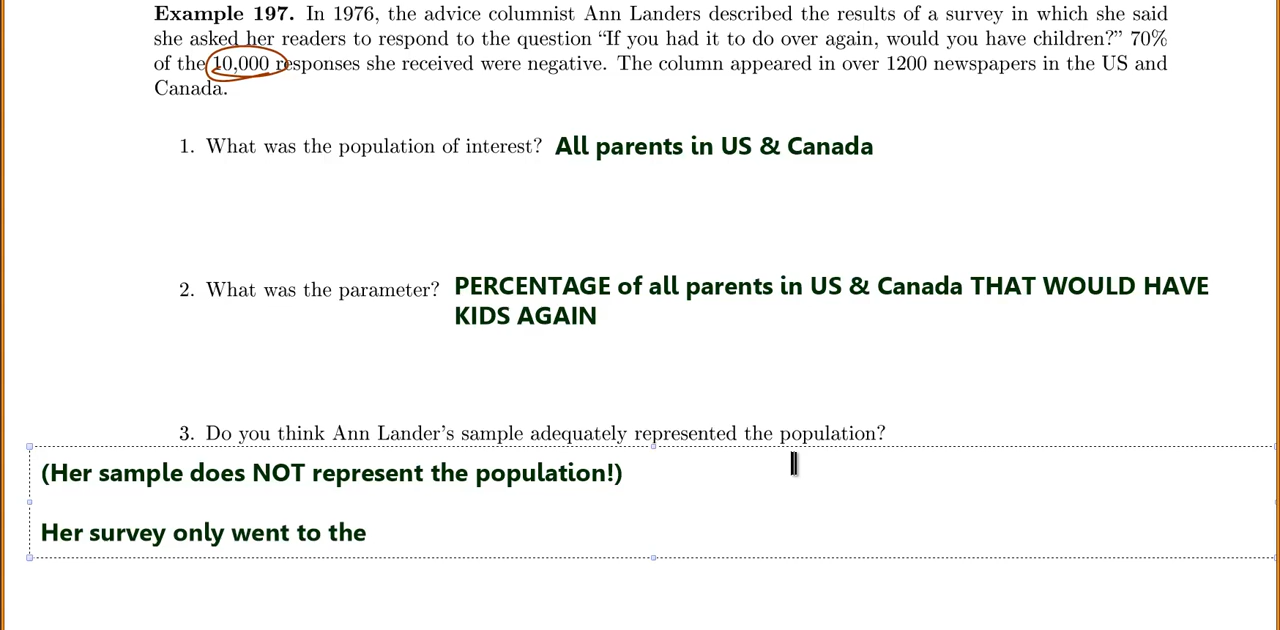 Example 197. In 1976, the advice columnist Ann Landers described the results of a survey in which she said
she asked her readers to respond to the question “If you had it to do over again, would you have children?” 70%
of the 10,000 responses she received were negative. The column appeared in over 1200 newspapers in the US and
Canada.
1. What was the population of interest? All parents in US & Canada
2. What was the parameter? PERCENTAGE of all parents in US & Canada THAT WOULD HAVE
KIDS AGAIN
3. Do you think Ann Lander’s sample adequately represented the population?
(Her sample does NOT represent the population!)
Her survey only went to the